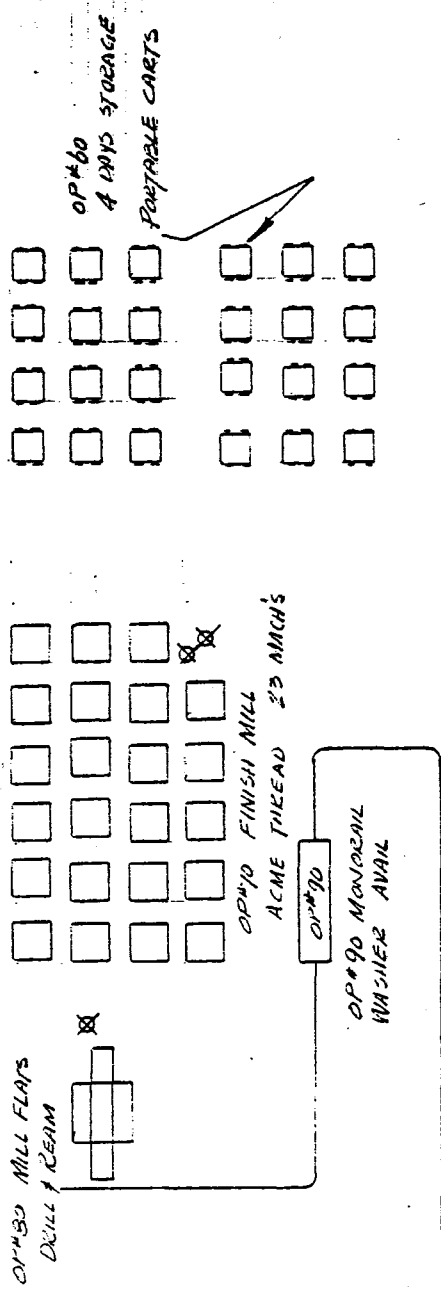 OP#60
4 DAYS STORAGE
PORTABLE CARTS
OP#70 FINISH MILL
ACME THREAD 23 MACH'S
OP#80 MILL FLATS
DRILL & REAM
OP#90
OP#90 MONORAIL
WASHER AVAIL